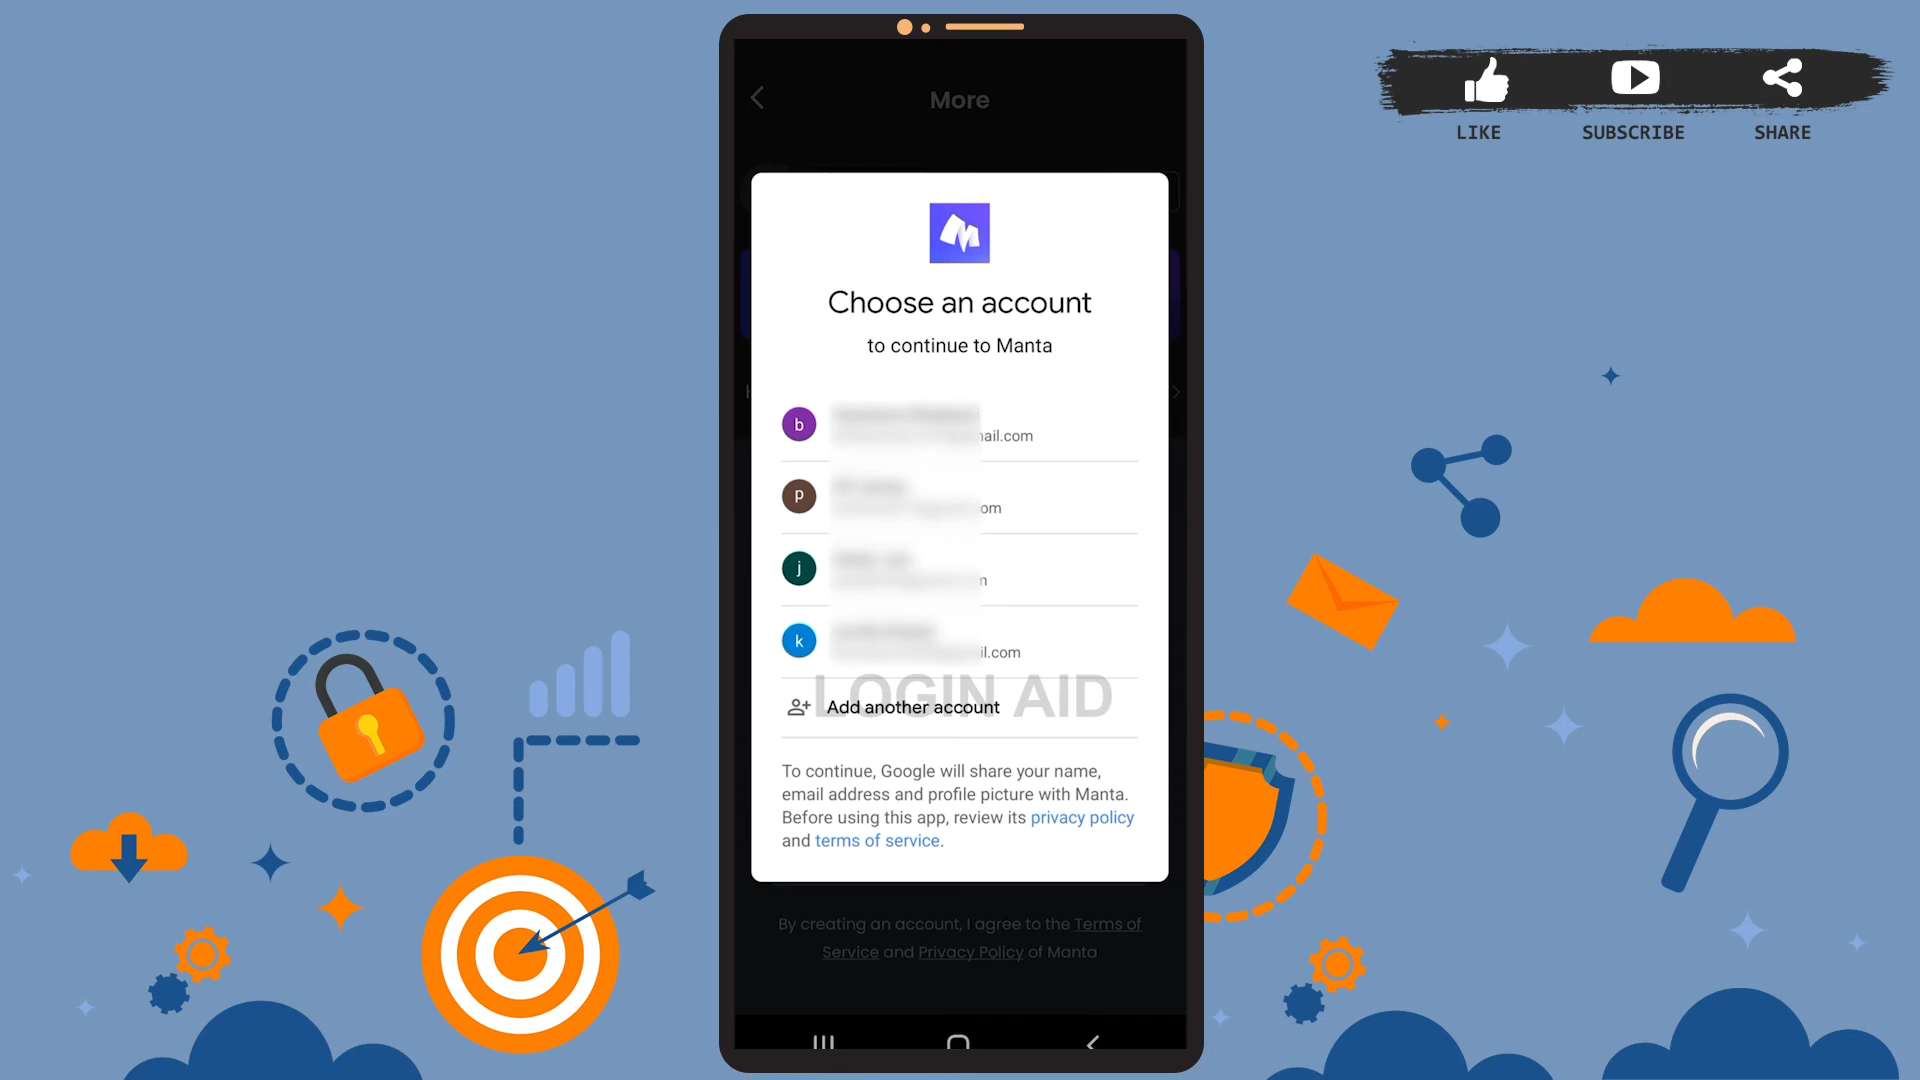 LIKE SUBSCRIBE SHARE
More
Choose an account
to continue to Manta
b
nail.com
p
om
j
k
il.com
LOGIN AID
Add another account
To continue, Google will share your name,
email address and profile picture with Manta.
Before using this app, review its privacy policy
and terms of service.
By creating an account, I agree to the Terms of
Service and Privacy Policy of Manta